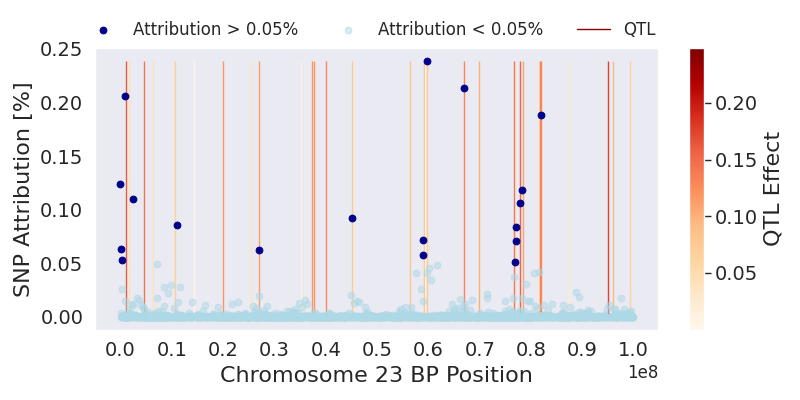 Attribution > 0.05% Attribution < 0.05% QTL
SNP Attribution [%]
0.25
0.20
0.15
0.10
0.05
0.00
0.0 0.1 0.2 0.3 0.4 0.5 0.6 0.7 0.8 0.9 1.0
1e8
Chromosome 23 BP Position
0.20
0.15
0.10
0.05
QTL Effect